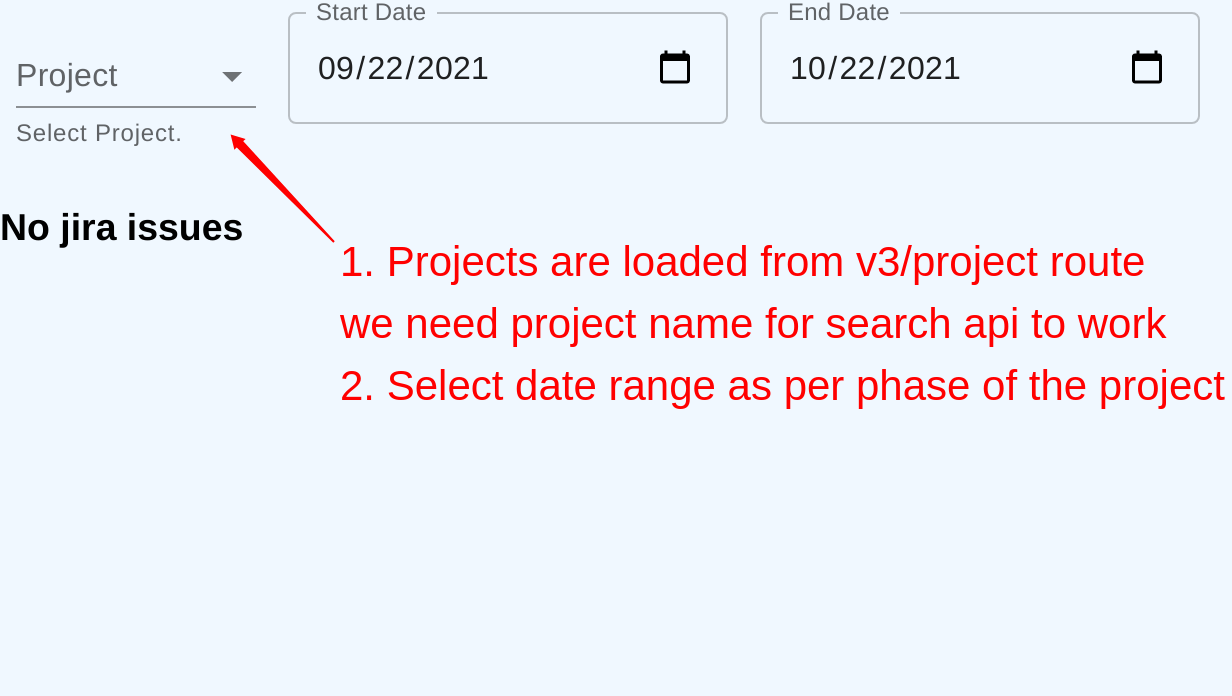 Start Date
End Date
Project
09/22/2021
10/22/2021
Select Project.
No jira issues
1. Projects are loaded from v3/project route
we need project name for search api to work
2. Select date range as per phase of the project